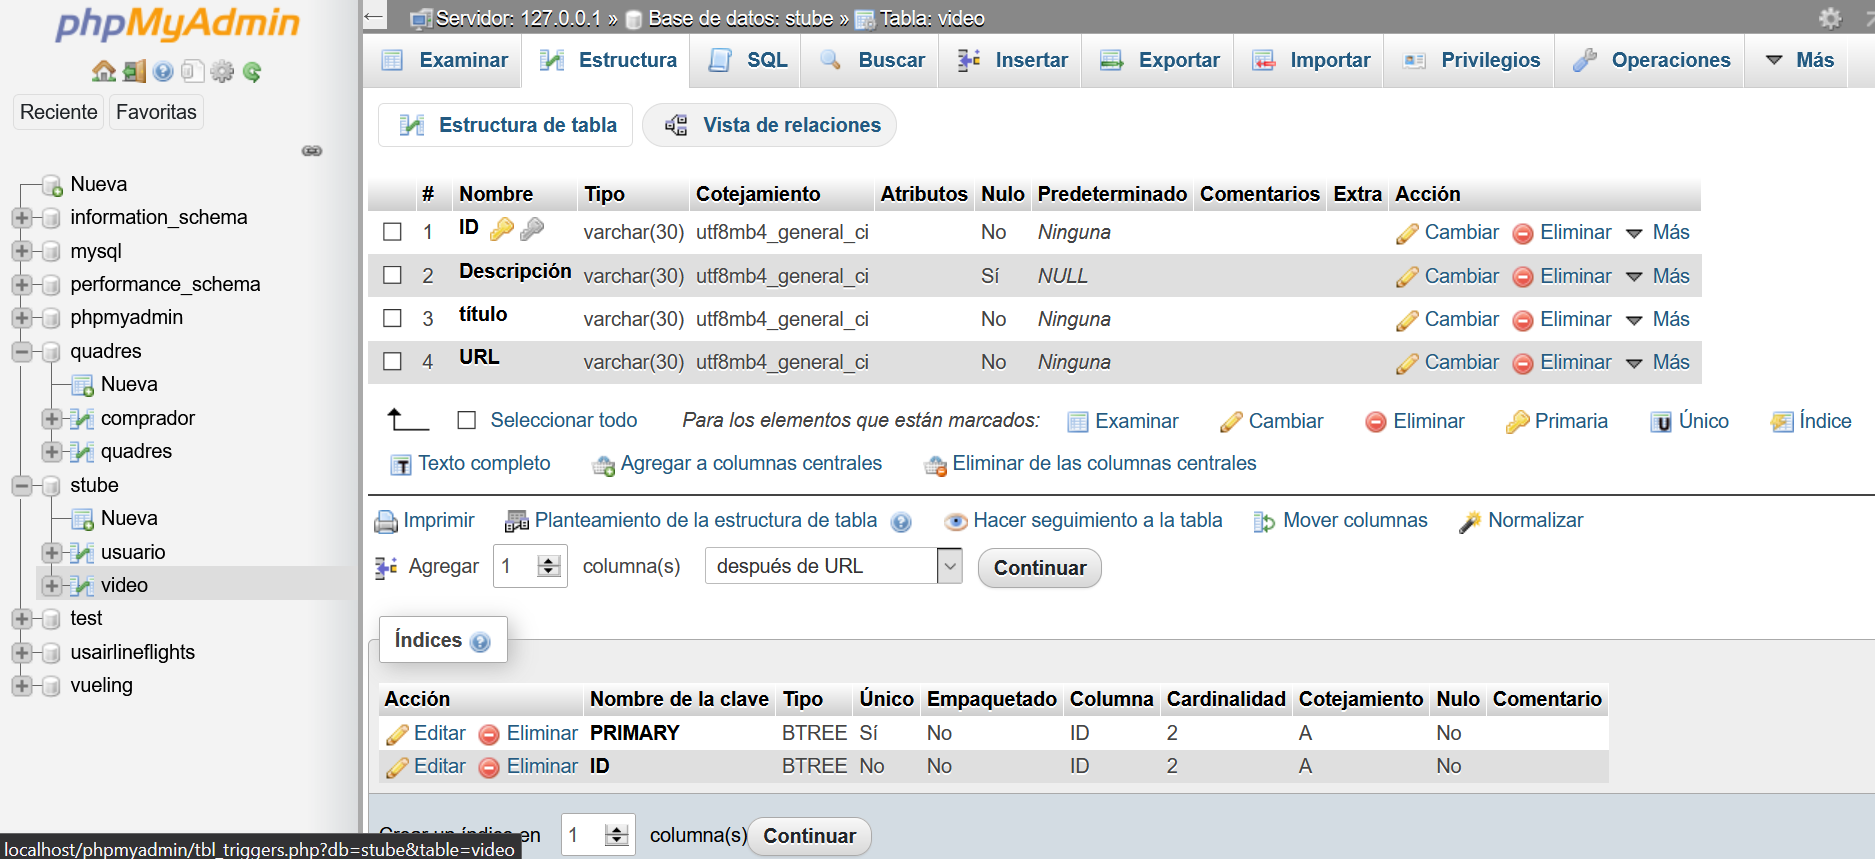 phpMyAdmin
Reciente Favoritas
Nueva
information_schema
mysql
performance_schema
phpmyadmin
quadres
Nueva
comprador
quadres
stube
Nueva
usuario
video
test
usairlineflights
vueling
localhost/phpmyadmin/tbl_triggers.php?db=stube&table=video
Servidor: 127.0.0.1 » Base de datos: stube » Tabla: video
Examinar Estructura SQL Buscar Insertar Exportar Importar Privilegios Operaciones Más
Estructura de tabla Vista de relaciones
# Nombre Tipo Cotejamiento Atributos Nulo Predeterminado Comentarios Extra Acción
1 ID varchar(30) utf8mb4_general_ci No Ninguna Cambiar Eliminar Más
2 Descripción varchar(30) utf8mb4_general_ci Sí NULL Cambiar Eliminar Más
3 título varchar(30) utf8mb4_general_ci No Ninguna Cambiar Eliminar Más
4 URL varchar(30) utf8mb4_general_ci No Ninguna Cambiar Eliminar Más
Seleccionar todo Para los elementos que están marcados: Examinar Cambiar Eliminar Primaria Único Índice
Texto completo Agregar a columnas centrales Eliminar de las columnas centrales
Imprimir Planteamiento de la estructura de tabla Hacer seguimiento a la tabla Mover columnas Normalizar
Agregar 1 columna(s) después de URL Continuar
Índices
Acción Nombre de la clave Tipo Único Empaquetado Columna Cardinalidad Cotejamiento Nulo Comentario
Editar Eliminar PRIMARY BTREE Sí No ID 2 A No
Editar Eliminar ID BTREE No No ID 2 A No
Crear un índice en 1 columna(s) Continuar